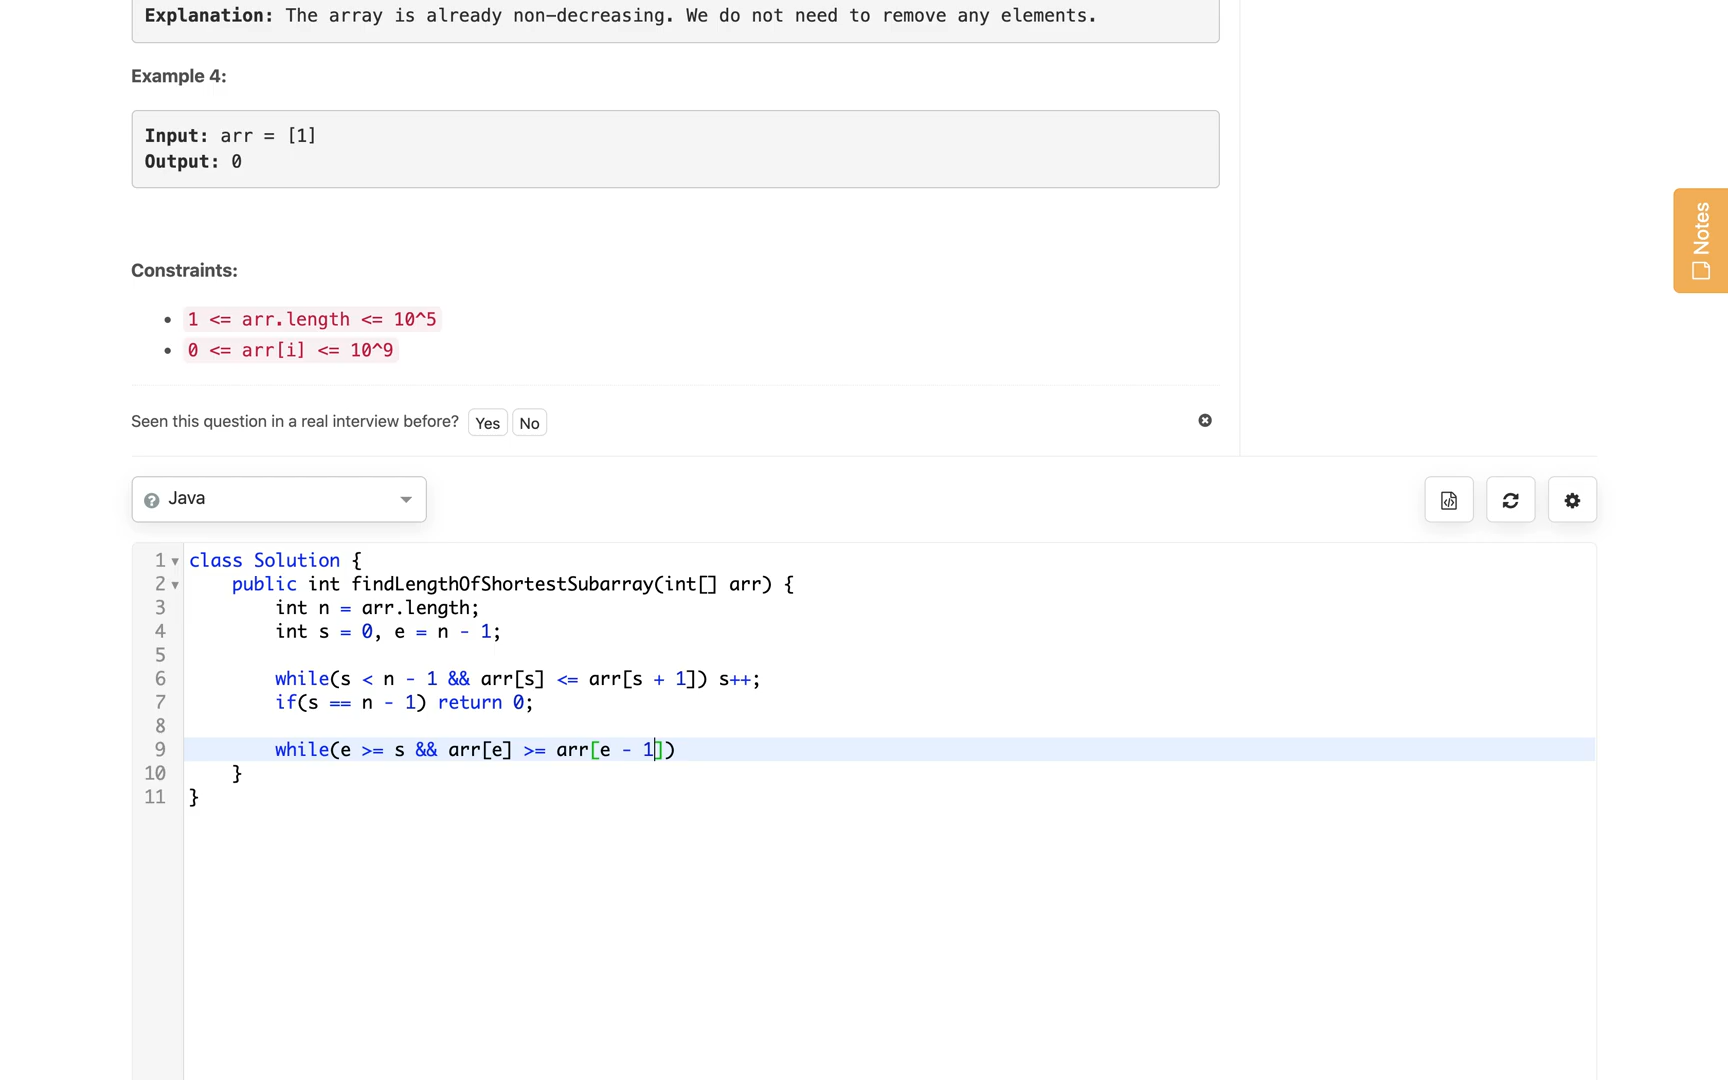 Explanation: The array is already non-decreasing. We do not need to remove any elements.
Example 4:
Input: arr = [1]
Output: 0
Notes
Constraints:
1 <= arr.length <= 10^5
0 <= arr[i] <= 10^9
Seen this question in a real interview before? Yes No
Java
1 class Solution {
2 public int findLengthOfShortestSubarray(int[] arr) {
3 int n = arr.length;
4 int s = 0, e = n - 1;
5
6 while(s < n - 1 && arr[s] <= arr[s + 1]) s++;
7 if(s == n - 1) return 0;
8
9 while(e >= s && arr[e] >= arr[e - 1])
10 }
11 }